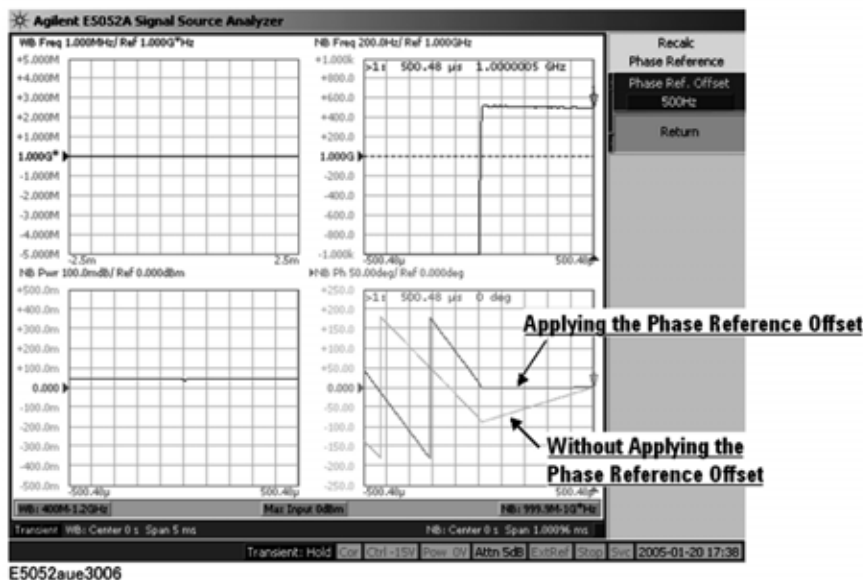 Agilent E5052A Signal Source Analyzer
WB Freq 1.000MHz/ Ref 1.000G*Hz
+5.000M
+4.000M
+3.000M
+2.000M
+1.000M
1.000G*
-1.000M
-2.000M
-3.000M
-4.000M
-5.000M
-2.5m
2.5m
NB Freq 200.0Hz/ Ref 1.000GHz
>1: 500.48 µs 1.0000005 GHz
+1.000k
+800.0
+600.0
+400.0
+200.0
1.000G
-200.0
-400.0
-600.0
-800.0
-1.000k
-500.48µ
500.48µ
Recalc
Phase Reference
Phase Ref. Offset
500Hz
Return
NB Pwr 100.0mdB/ Ref 0.000dBm
+500.0m
+400.0m
+300.0m
+200.0m
+100.0m
0.000
-100.0m
-200.0m
-300.0m
-400.0m
-500.0m
-500.48µ
500.48µ
NB Ph 50.00deg/ Ref 0.000deg
>1: 500.48 µs 0 deg
+250.0
+200.0
+150.0
+100.0
+50.00
0.000
-50.00
-100.0
-150.0
-200.0
-250.0
-500.48µ
500.48µ
Applying the Phase Reference Offset
Without Applying the
Phase Reference Offset
WB: 400M-1.2GHz
Max Input 0dBm
NB: 999.9M-1G*Hz
Transient WB: Center 0 s Span 5 ms
NB: Center 0 s Span 1.00096 ms
Transient: Hold Cor Ctrl -15V Pow 0V Attn 5dB ExtRef Stop Svc 2005-01-20 17:38
E5052aue3006